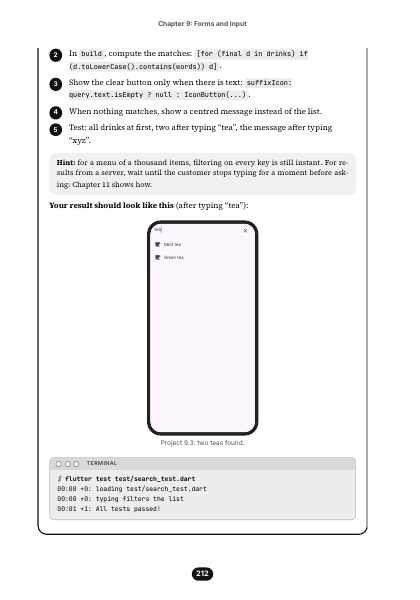 Chapter 9: Forms and Input
2 In build, compute the matches: [for (final d in drinks) if
(d.toLowerCase().contains(words)) d].
3 Show the clear button only when there is text: suffixIcon:
query.text.isEmpty ? null : IconButton(...).
4 When nothing matches, show a centred message instead of the list.
5 Test: all drinks at first, two after typing “tea”, the message after typing
“xyz”.
Hint: for a menu of a thousand items, filtering on every key is still instant. For re-
sults from a server, wait until the customer stops typing for a moment before ask-
ing: Chapter 11 shows how.
Your result should look like this (after typing “tea”):
tea
Mint tea
Green tea
Project 9.3: two teas found.
TERMINAL
$ flutter test test/search_test.dart
00:00 +0: loading test/search_test.dart
00:00 +0: typing filters the list
00:01 +1: All tests passed!
212